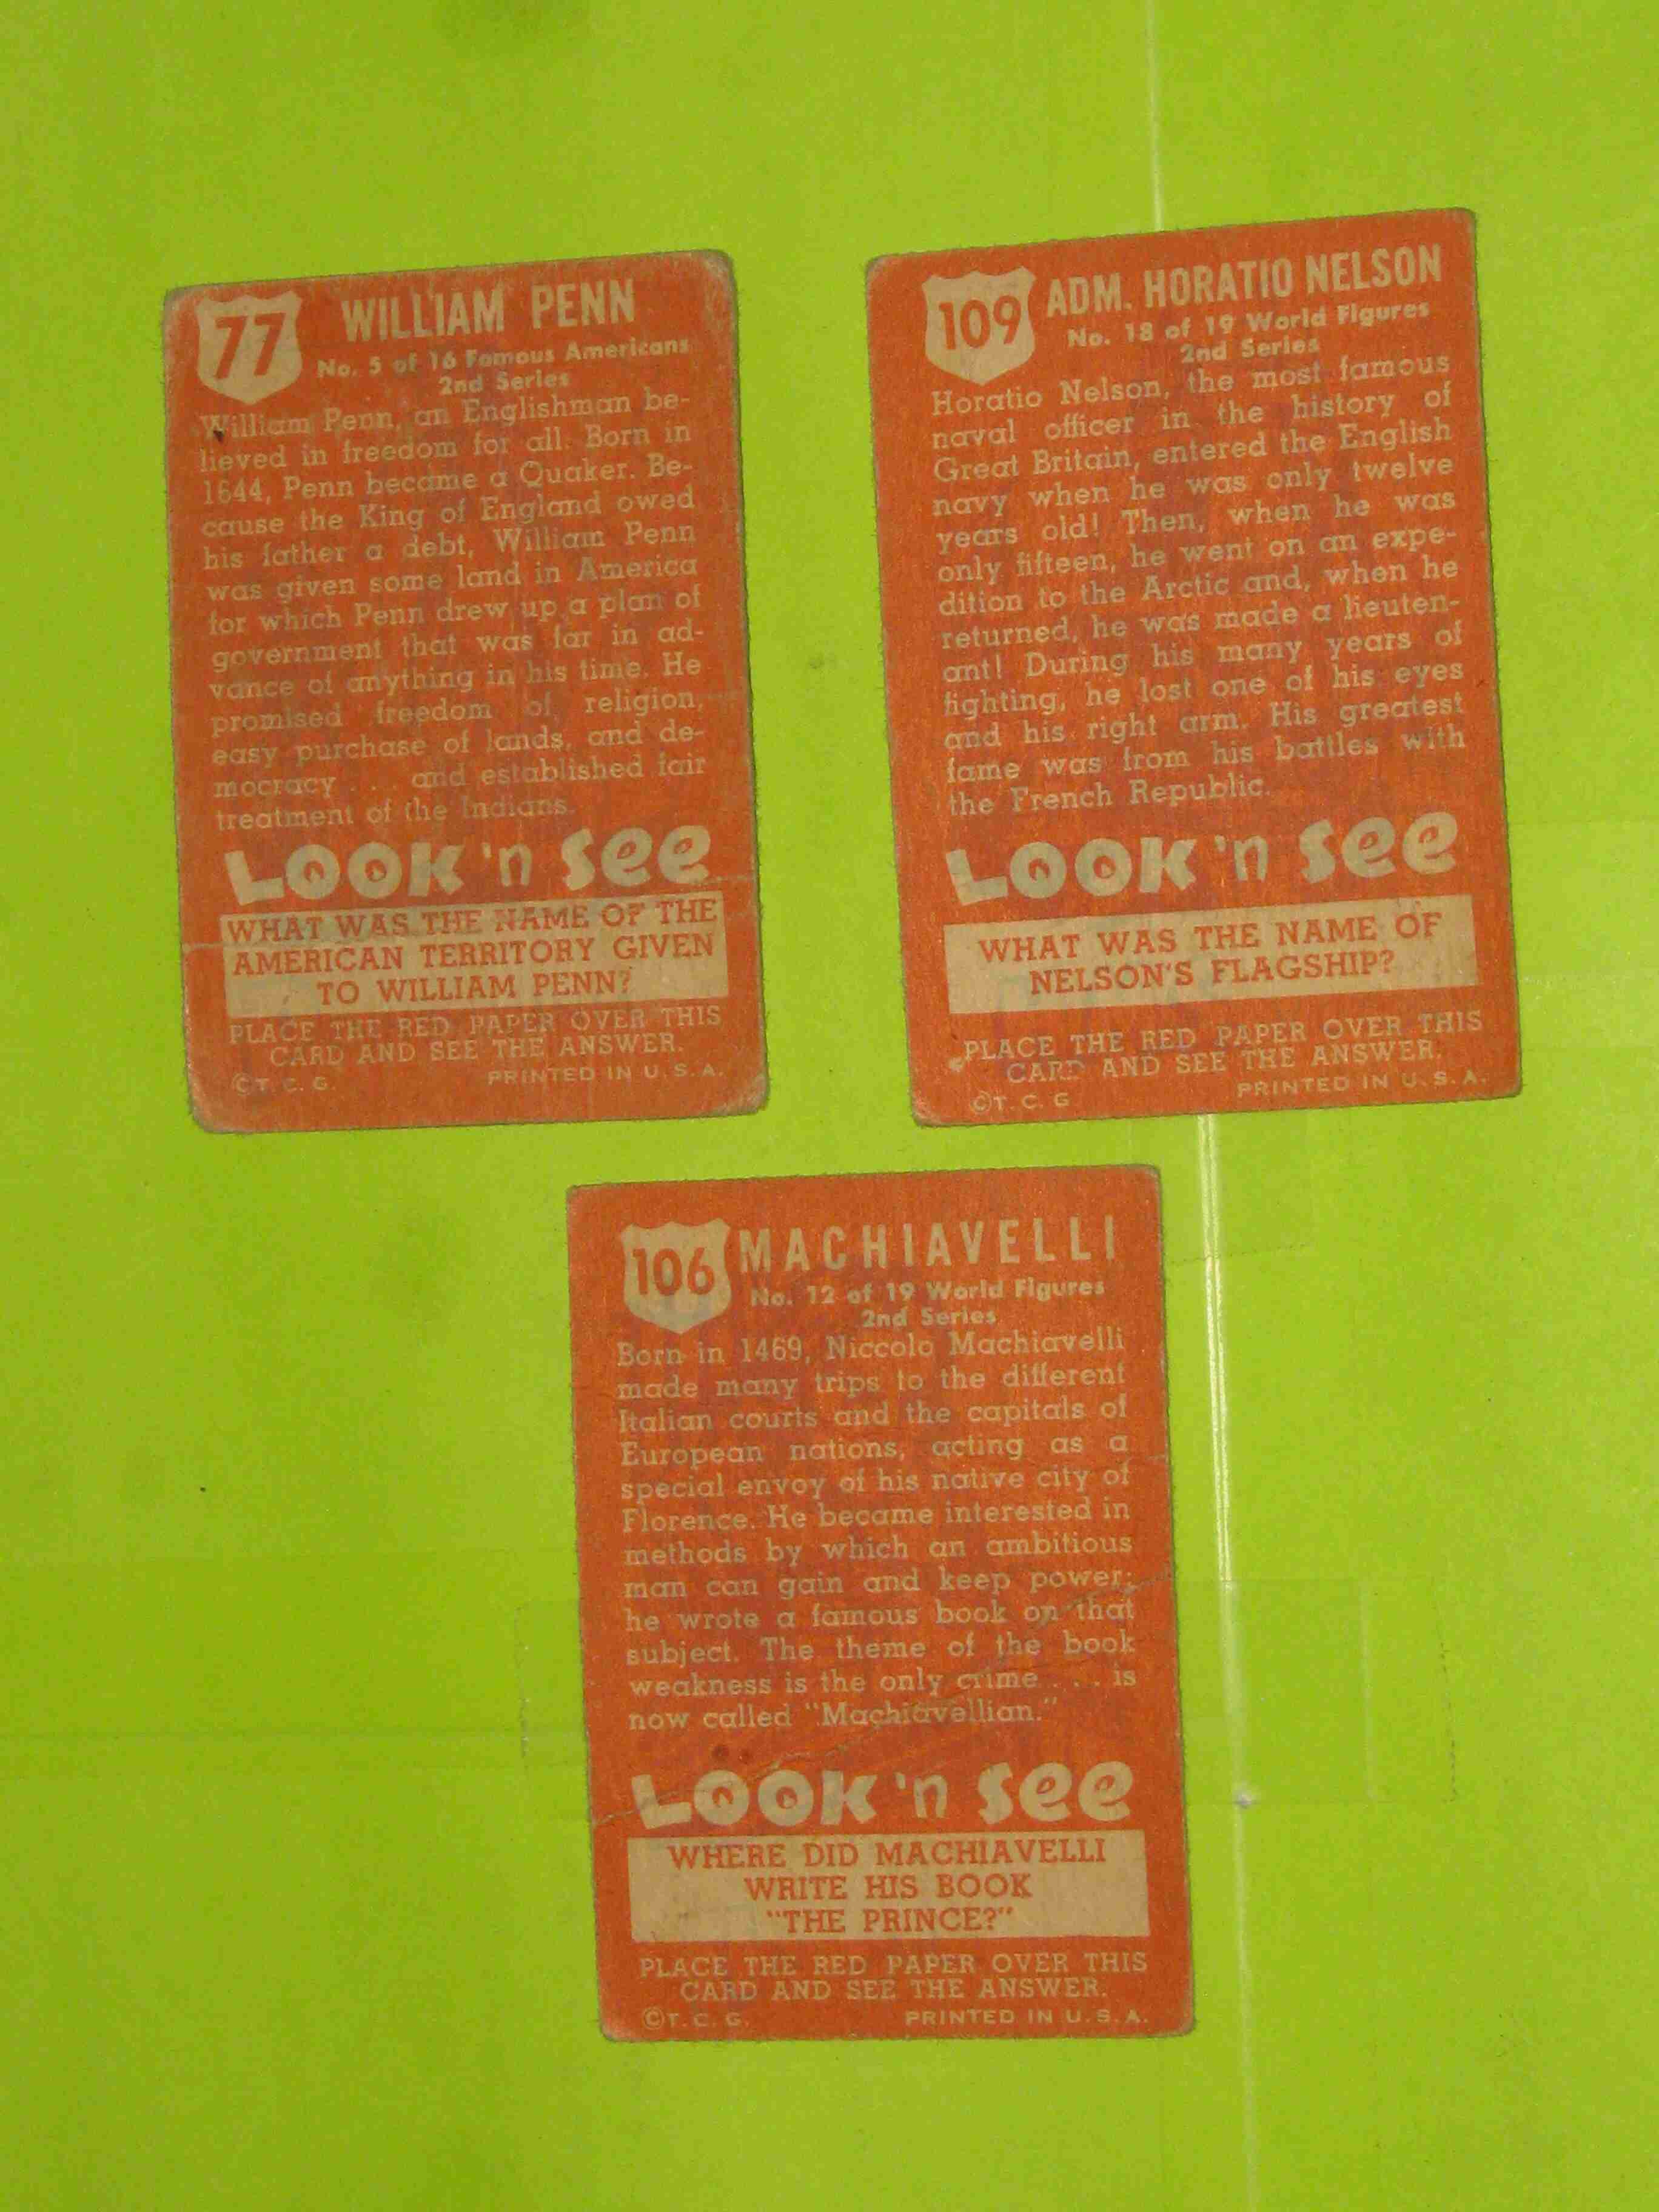 77
WILLIAM PENN
No. 5 of 16 Famous Americans
2nd Series
William Penn, an Englishman be-
lieved in freedom for all. Born in
1644, Penn became a Quaker. Be-
cause the King of England owed
his father a debt, William Penn
was given some land in America
for which Penn drew up a plan of
government that was far in ad-
vance of anything in his time. He
promised freedom of religion,
easy purchase of lands, and de-
mocracy . . . and established fair
treatment of the Indians.
LOOK 'n SEE
WHAT WAS THE NAME OF THE
AMERICAN TERRITORY GIVEN
TO WILLIAM PENN?
PLACE THE RED PAPER OVER THIS
CARD AND SEE THE ANSWER.
©T. C. G. PRINTED IN U. S. A.
109
ADM. HORATIO NELSON
No. 18 of 19 World Figures
2nd Series
Horatio Nelson, the most famous
naval officer in the history of
Great Britain, entered the English
navy when he was only twelve
years old! Then, when he was
only fifteen, he went on an expe-
dition to the Arctic and, when he
returned, he was made a lieuten-
ant! During his many years of
fighting, he lost one of his eyes
and his right arm. His greatest
fame was from his battles with
the French Republic.
LOOK 'n SEE
WHAT WAS THE NAME OF
NELSON'S FLAGSHIP?
PLACE THE RED PAPER OVER THIS
CARD AND SEE THE ANSWER.
©T. C. G PRINTED IN U. S. A.
106
MACHIAVELLI
No. 12 of 19 World Figures
2nd Series
Born in 1469, Niccolo Machiavelli
made many trips to the different
Italian courts and the capitals of
European nations, acting as a
special envoy of his native city of
Florence. He became interested in
methods by which an ambitious
man can gain and keep power;
he wrote a famous book on that
subject. The theme of the book
weakness is the only crime . . . is
now called "Machiavellian."
LOOK 'n SEE
WHERE DID MACHIAVELLI
WRITE HIS BOOK
"THE PRINCE?"
PLACE THE RED PAPER OVER THIS
CARD AND SEE THE ANSWER.
©T. C. G. PRINTED IN U. S. A.